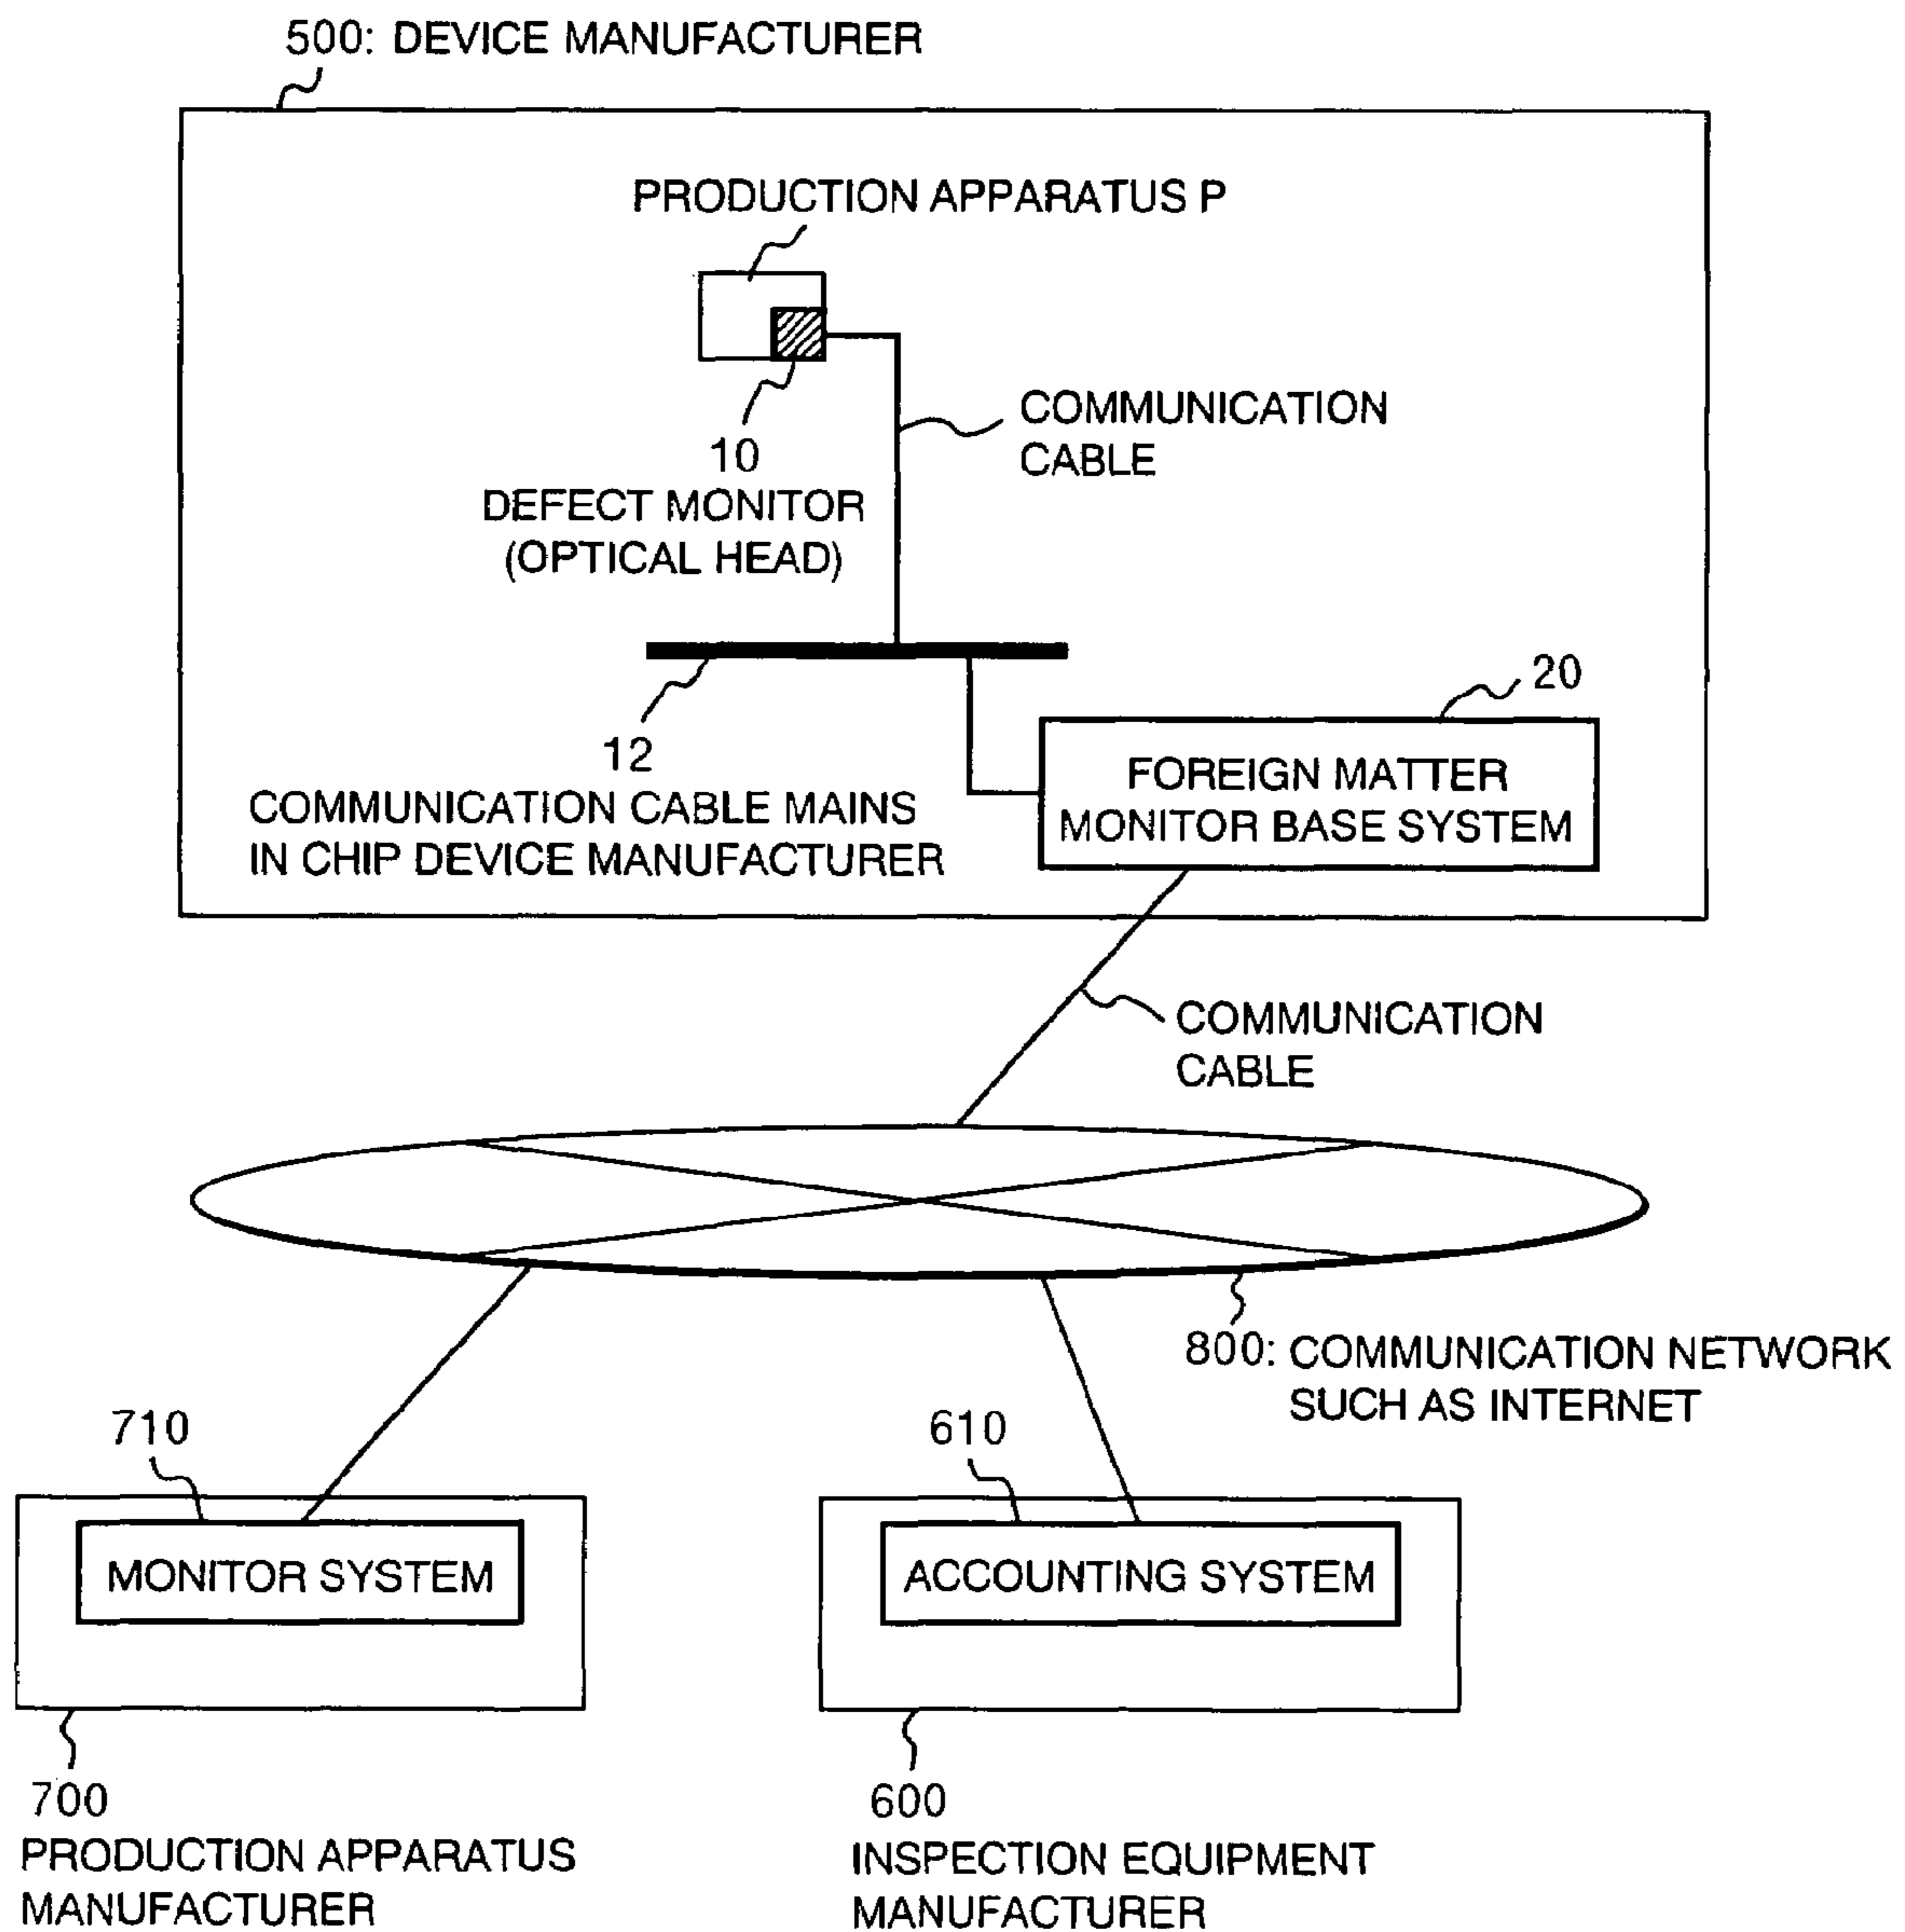 500: DEVICE MANUFACTURER
PRODUCTION APPARATUS P
COMMUNICATION
CABLE
10
DEFECT MONITOR
(OPTICAL HEAD)
20
12
COMMUNICATION CABLE MAINS
IN CHIP DEVICE MANUFACTURER
FOREIGN MATTER
MONITOR BASE SYSTEM
COMMUNICATION
CABLE
800: COMMUNICATION NETWORK
SUCH AS INTERNET
710
MONITOR SYSTEM
610
ACCOUNTING SYSTEM
700
PRODUCTION APPARATUS
MANUFACTURER
600
INSPECTION EQUIPMENT
MANUFACTURER